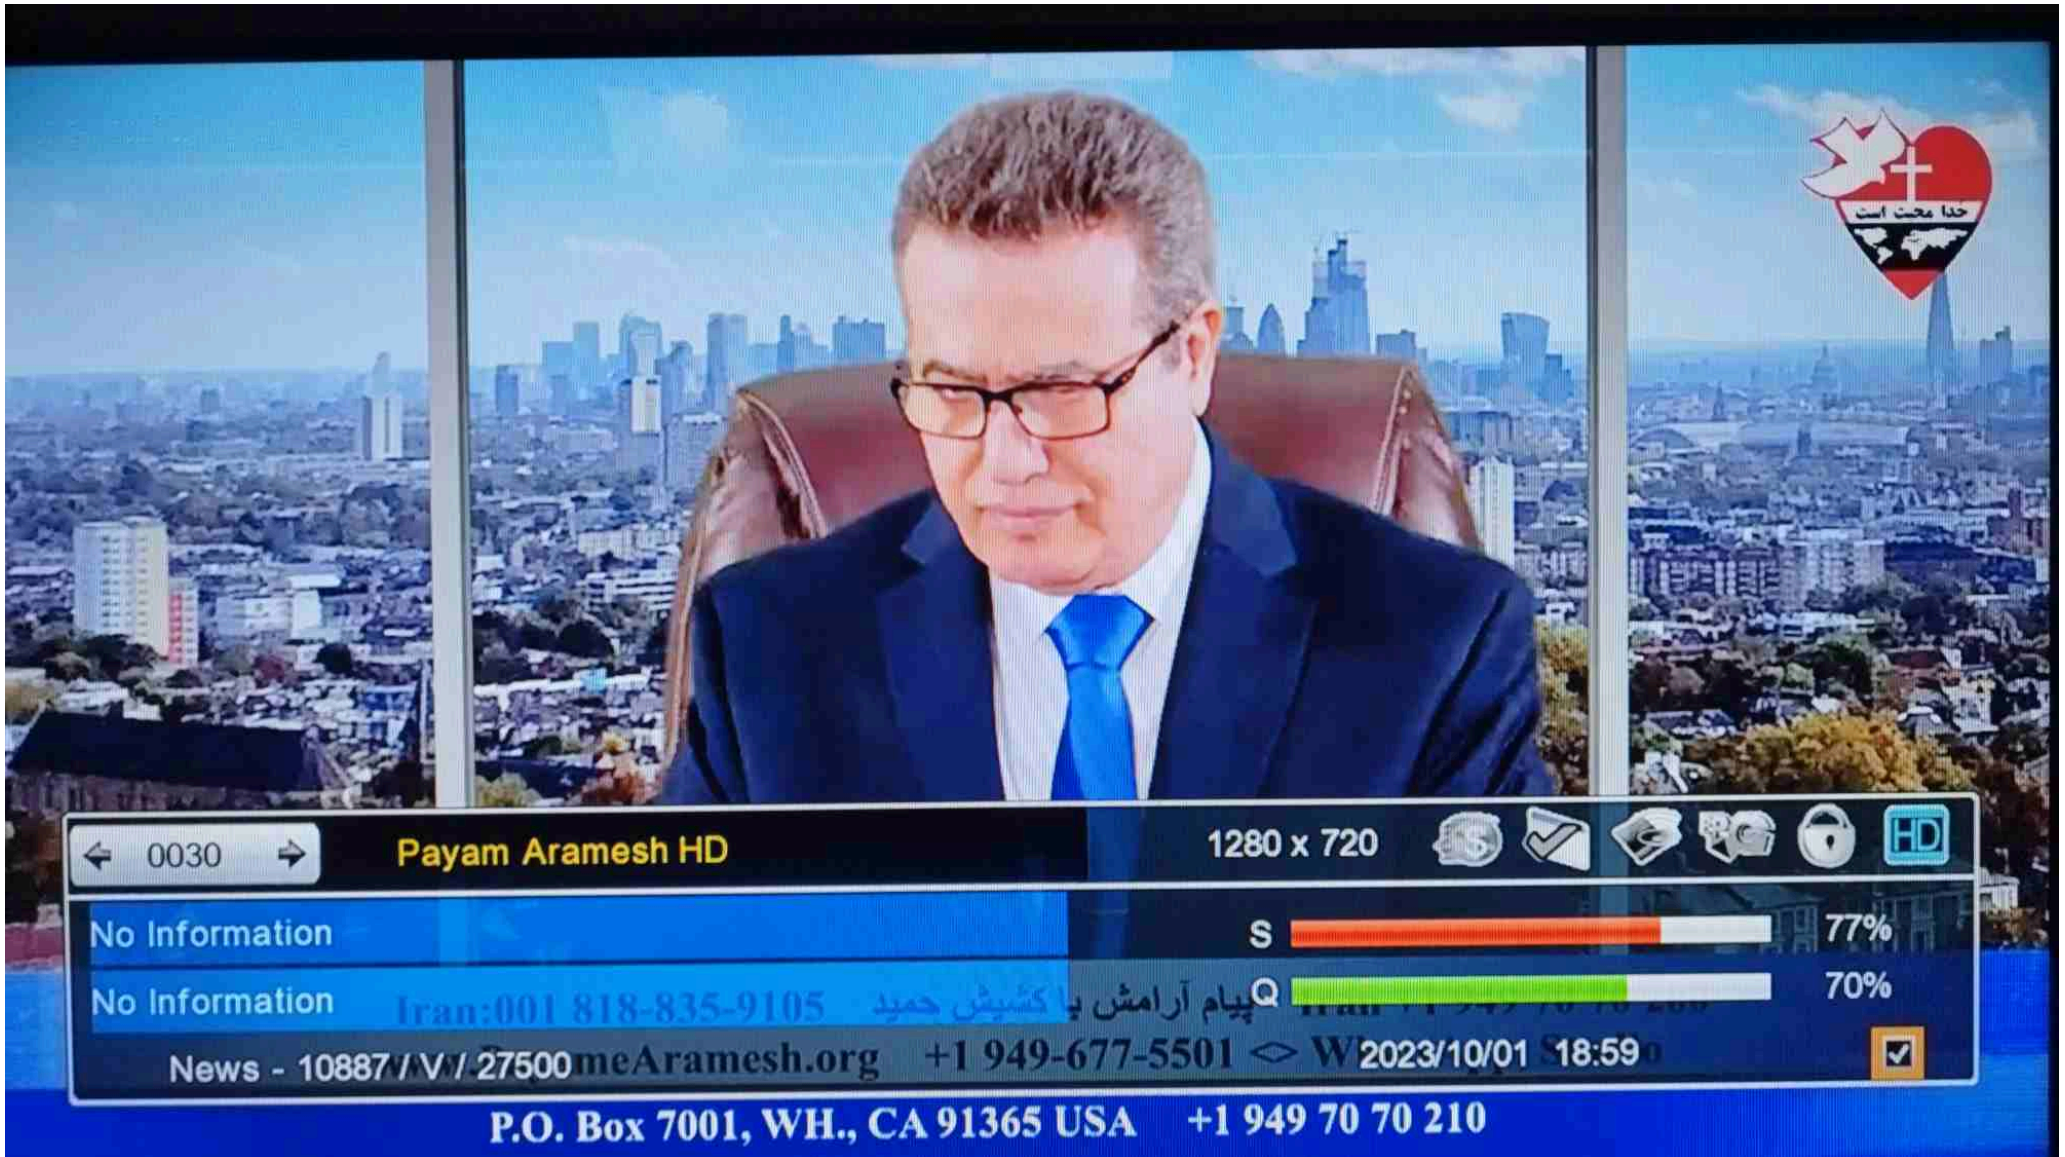 خدا محبت است
0030 Payam Aramesh HD 1280 x 720 HD
No Information S 77%
No Information Q 70%
Iran:001 818-835-9105 پیام آرامش با کشیش حمید
News - 10887 / V / 27500 2023/10/01 18:59
meAramesh.org +1 949-677-5501 <>
P.O. Box 7001, WH., CA 91365 USA +1 949 70 70 210